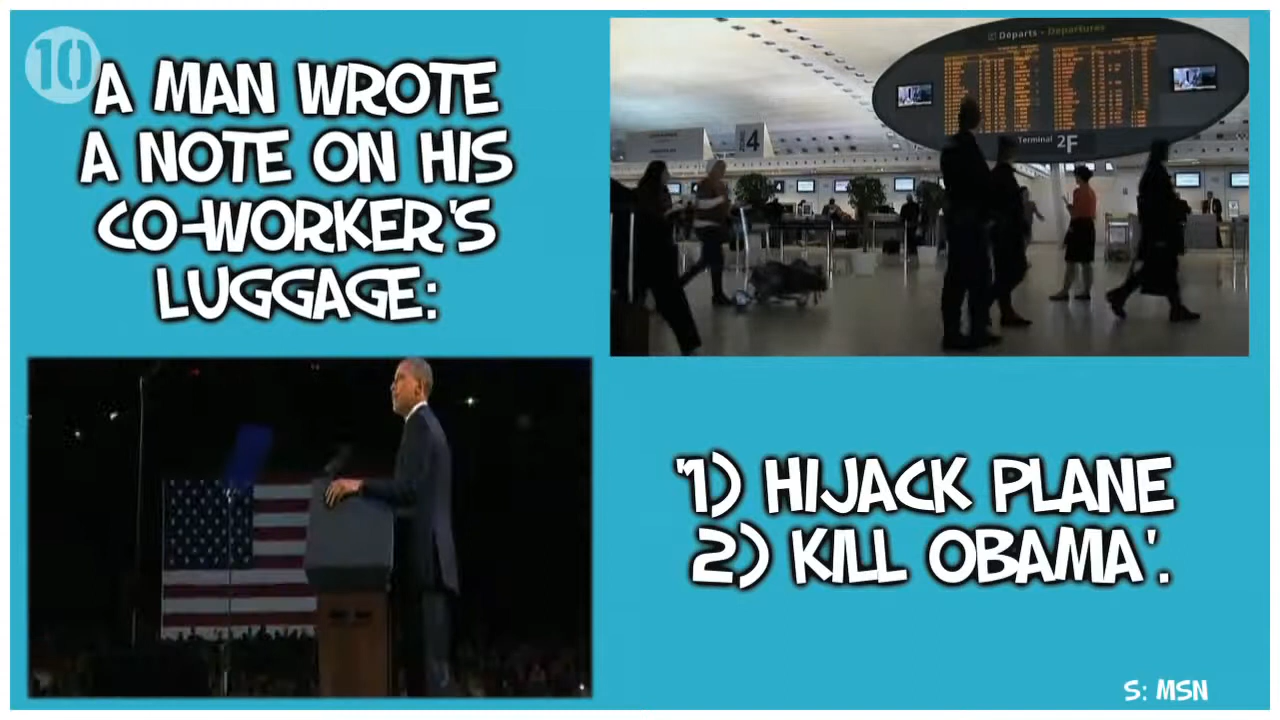 10
A MAN WROTE
A NOTE ON HIS
CO-WORKER'S
LUGGAGE:
Départs - Departures
4
Terminal 2F
'1) HIJACK PLANE
2) KILL OBAMA'.
S: MSN